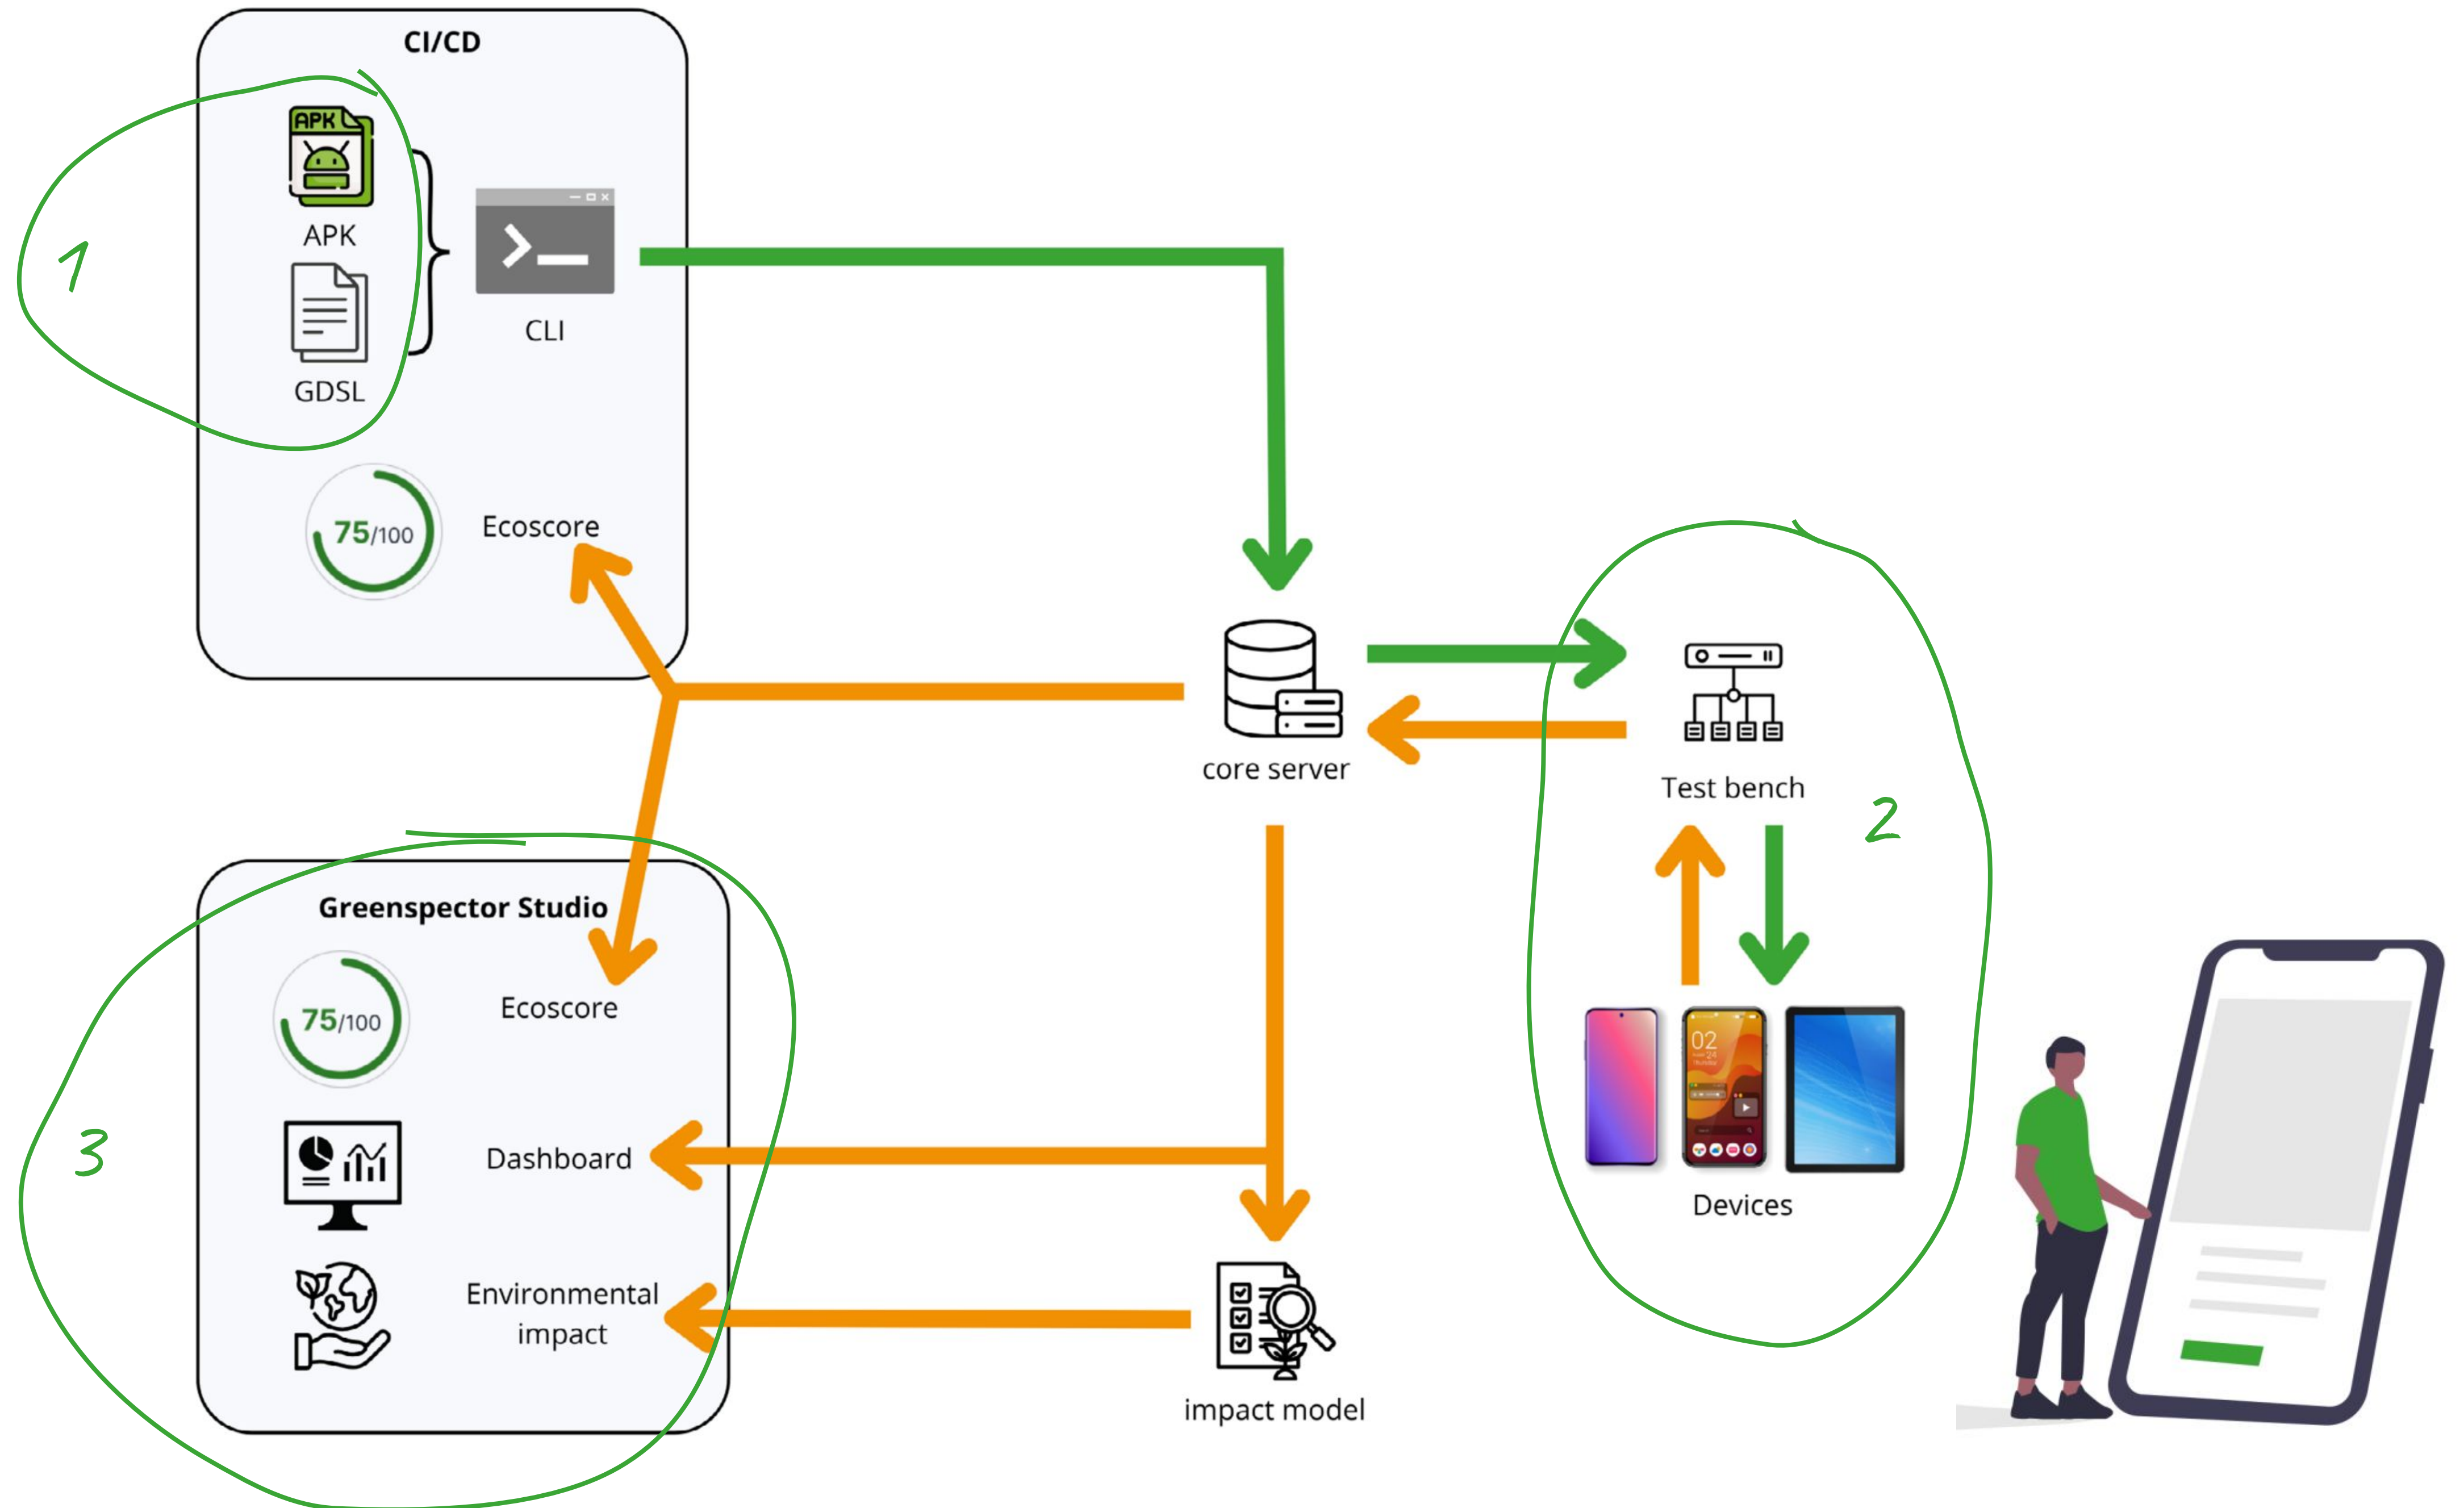 CI/CD
APK
APK
GDSL
CLI
1
75/100
Ecoscore
core server
Test bench
2
Greenspector Studio
75/100
Ecoscore
02
3
Dashboard
Devices
Environmental
impact
impact model